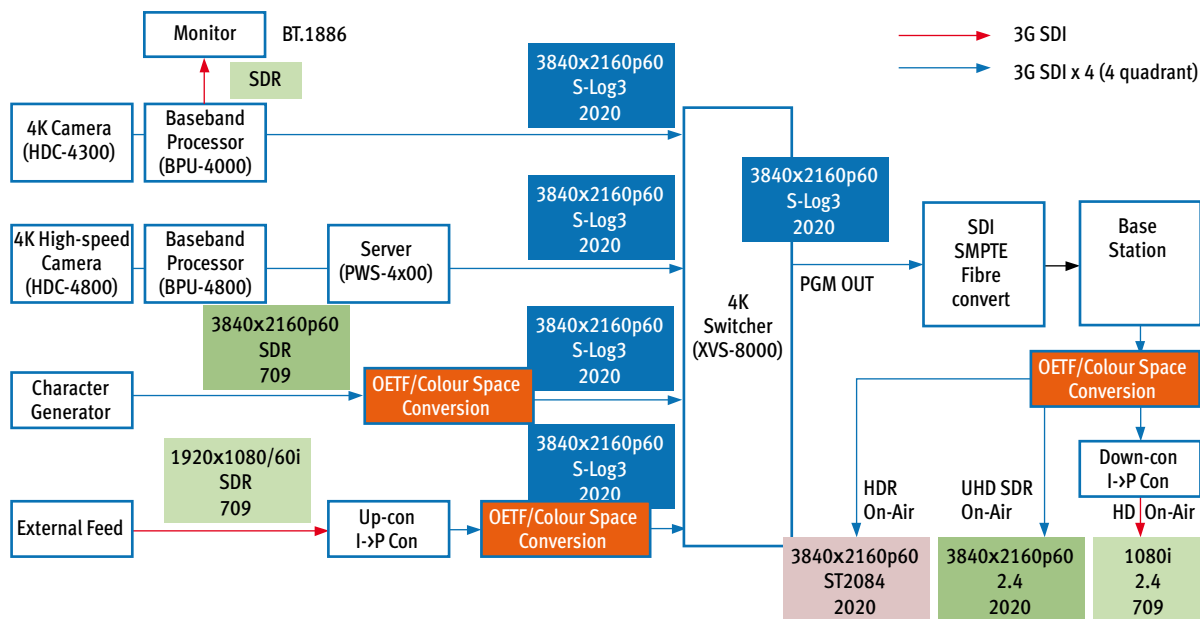 Monitor
BT.1886
SDR
3G SDI
3G SDI x 4 (4 quadrant)
4K Camera
(HDC-4300)
Baseband
Processor
(BPU-4000)
3840x2160p60
S-Log3
2020
4K High-speed
Camera
(HDC-4800)
Baseband
Processor
(BPU-4800)
Server
(PWS-4x00)
3840x2160p60
S-Log3
2020
3840x2160p60
SDR
709
Character
Generator
OETF/Colour Space
Conversion
3840x2160p60
S-Log3
2020
1920x1080/60i
SDR
709
External Feed
Up-con
I->P Con
OETF/Colour Space
Conversion
3840x2160p60
S-Log3
2020
4K
Switcher
(XVS-8000)
3840x2160p60
S-Log3
2020
PGM OUT
SDI
SMPTE
Fibre
convert
Base
Station
OETF/Colour Space
Conversion
Down-con
I->P Con
HDR
On-Air
UHD SDR
On-Air
HD On-Air
3840x2160p60
ST2084
2020
3840x2160p60
2.4
2020
1080i
2.4
709